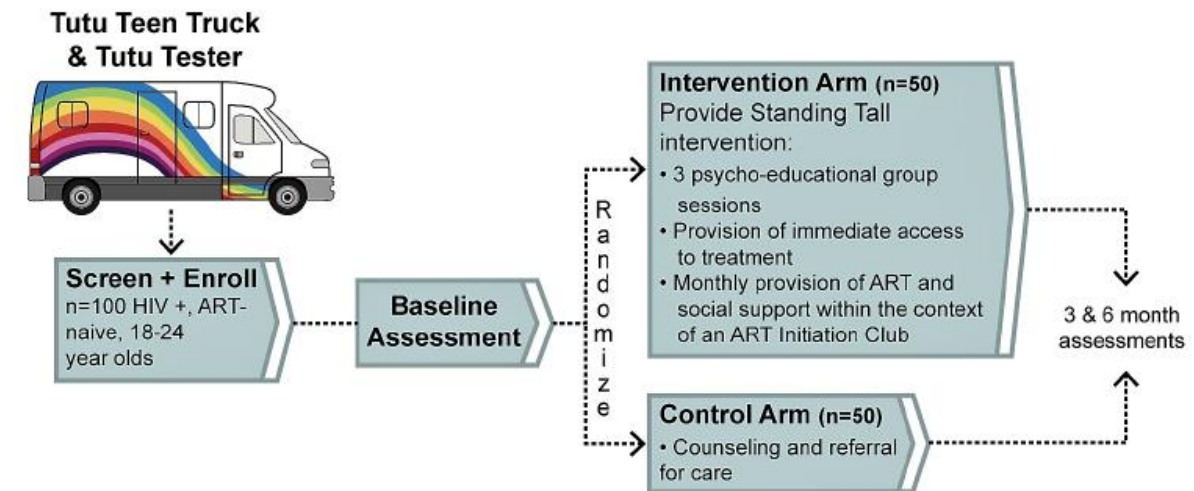 Tutu Teen Truck
& Tutu Tester
Screen + Enroll
n=100 HIV +, ART-
naive, 18-24
year olds
Baseline
Assessment
Randomize
Intervention Arm (n=50)
Provide Standing Tall
intervention:
• 3 psycho-educational group
sessions
• Provision of immediate access
to treatment
• Monthly provision of ART and
social support within the context
of an ART Initiation Club
Control Arm (n=50)
• Counseling and referral
for care
3 & 6 month
assessments